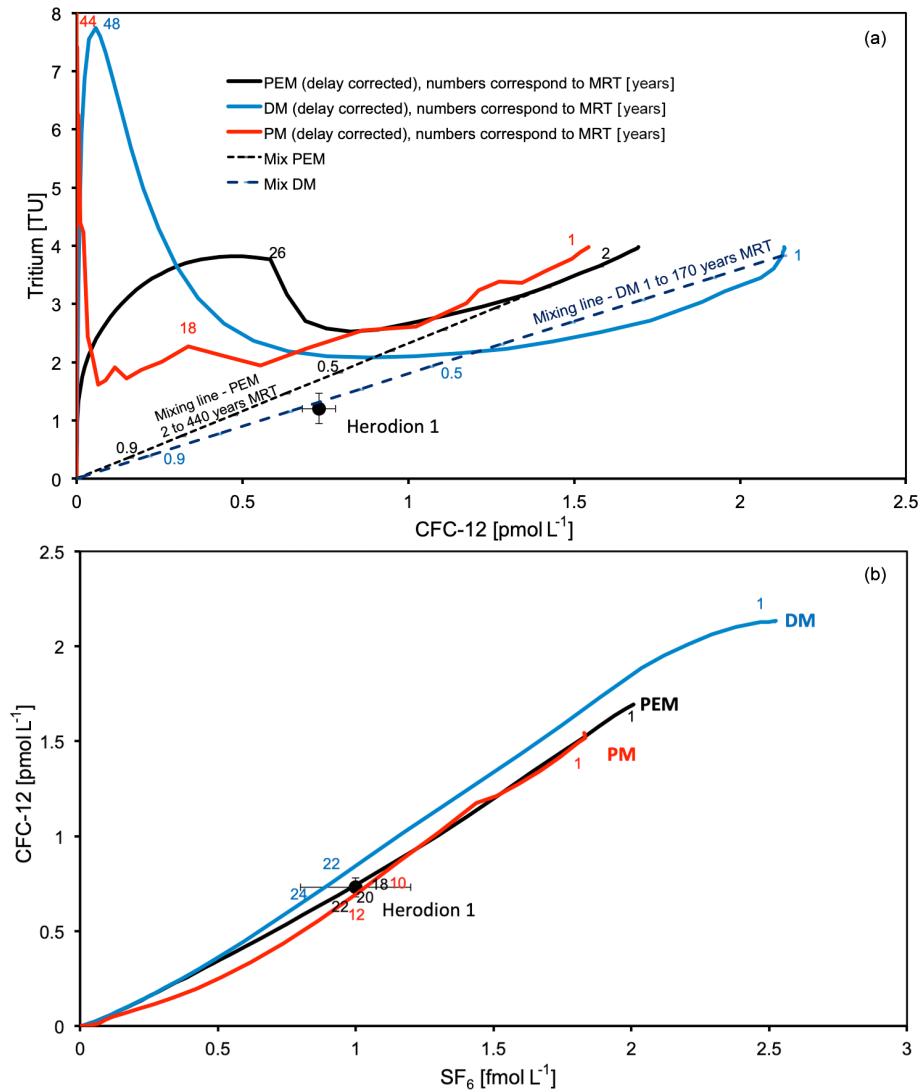 (a)
8
7
6
5
4
3
2
1
0
Tritium [TU]
44
48
PEM (delay corrected), numbers correspond to MRT [years]
DM (delay corrected), numbers correspond to MRT [years]
PM (delay corrected), numbers correspond to MRT [years]
Mix PEM
Mix DM
26
18
1
2
1
Mixing line - DM 1 to 170 years MRT
0.5
0.5
Mixing line - PEM
2 to 440 years MRT
0.9
0.9
Herodion 1
0
0.5
1
1.5
2
2.5
CFC-12 [pmol L⁻¹]
(b)
2.5
2
1.5
1
0.5
0
CFC-12 [pmol L⁻¹]
1
DM
PEM
1
PM
1
22
24
18
10
20
22
12
Herodion 1
0
0.5
1
1.5
2
2.5
3
SF₆ [fmol L⁻¹]